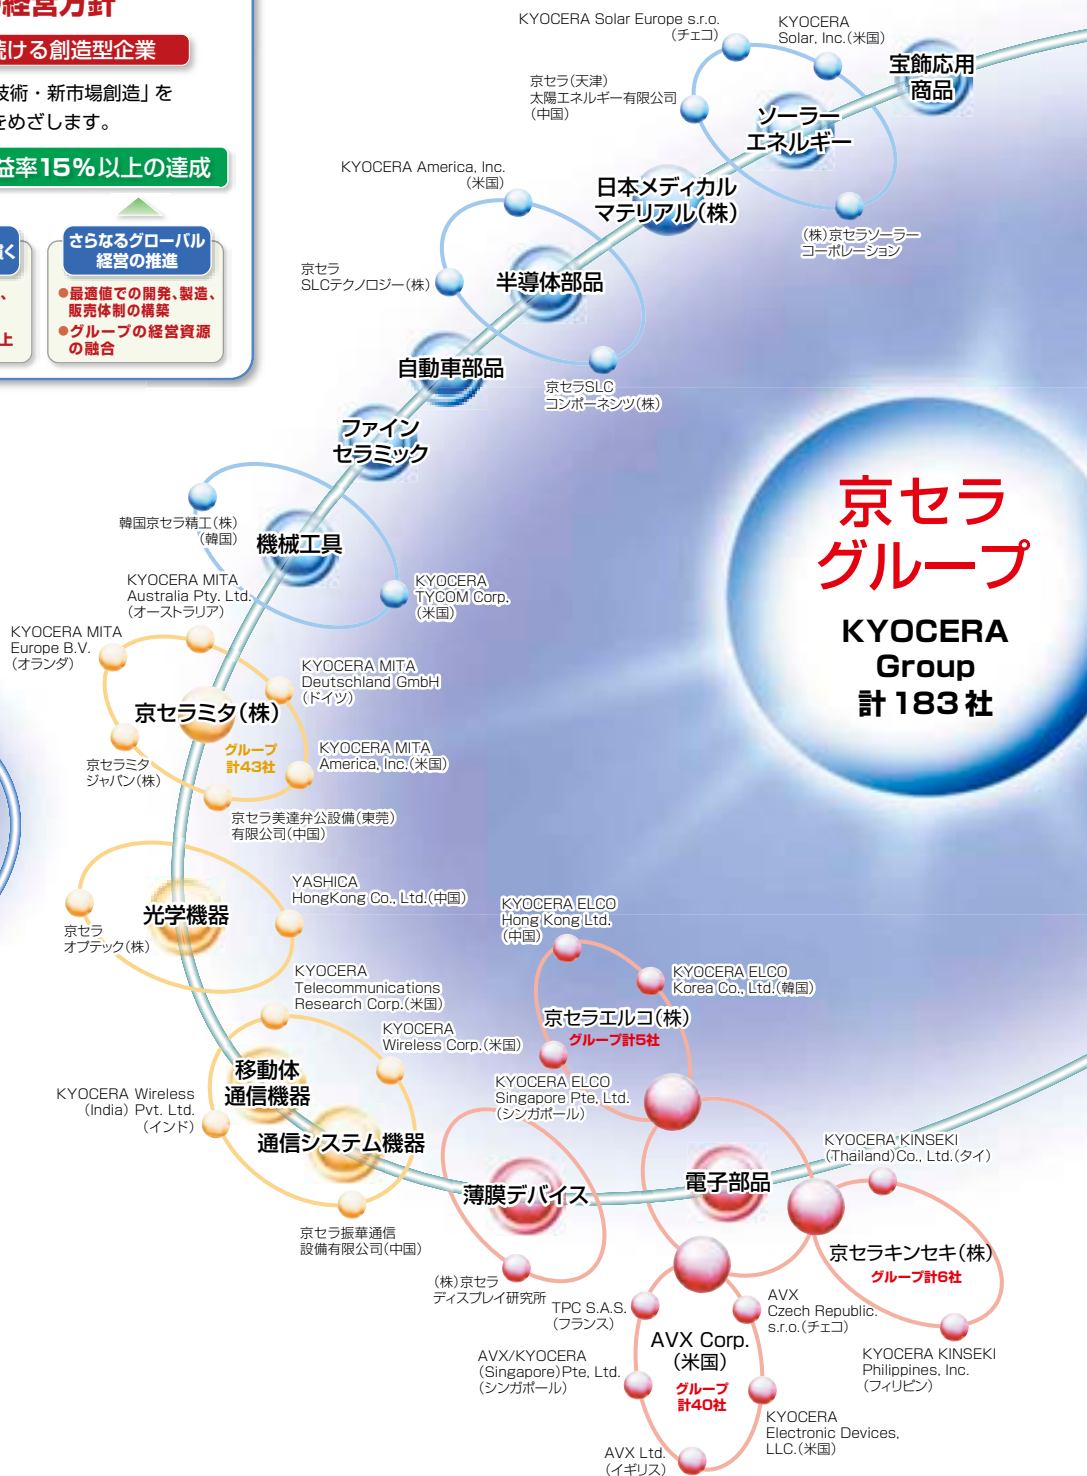 経営方針
ける創造型企業
技術・新市場創造」を
をめざします。
益率15%以上の達成
く
、
上
さらなるグローバル
経営の推進
●最適値での開発、製造、
販売体制の構築
●グループの経営資源
の融合
KYOCERA Solar Europe s.r.o.
(チェコ)
KYOCERA
Solar, Inc.(米国)
宝飾応用
商品
京セラ(天津)
太陽エネルギー有限公司
(中国)
ソーラー
エネルギー
(株)京セラソーラー
コーポレーション
KYOCERA America, Inc.
(米国)
日本メディカル
マテリアル(株)
京セラ
SLCテクノロジー(株)
半導体部品
京セラSLC
コンポーネンツ(株)
自動車部品
ファイン
セラミック
韓国京セラ精工(株)
(韓国)
機械工具
KYOCERA
TYCOM Corp.
(米国)
京セラ
グループ
KYOCERA
Group
計183社
KYOCERA MITA
Australia Pty. Ltd.
(オーストラリア)
KYOCERA MITA
Europe B.V.
(オランダ)
KYOCERA MITA
Deutschland GmbH
(ドイツ)
京セラミタ(株)
グループ
計43社
KYOCERA MITA
America, Inc.(米国)
京セラミタ
ジャパン(株)
京セラ美達弁公設備(東莞)
有限公司(中国)
YASHICA
HongKong Co., Ltd.(中国)
光学機器
京セラ
オプテック(株)
KYOCERA
Telecommunications
Research Corp.(米国)
KYOCERA
Wireless Corp.(米国)
移動体
通信機器
KYOCERA Wireless
(India) Pvt. Ltd.
(インド)
通信システム機器
京セラ振華通信
設備有限公司(中国)
KYOCERA ELCO
Hong Kong Ltd.
(中国)
KYOCERA ELCO
Korea Co., Ltd.(韓国)
京セラエルコ(株)
グループ計5社
KYOCERA ELCO
Singapore Pte, Ltd.
(シンガポール)
薄膜デバイス
(株)京セラ
ディスプレイ研究所
電子部品
KYOCERA KINSEKI
(Thailand)Co., Ltd.(タイ)
京セラキンセキ(株)
グループ計6社
KYOCERA KINSEKI
Philippines, Inc.
(フィリピン)
TPC S.A.S.
(フランス)
AVX
Czech Republic.
s.r.o.(チェコ)
AVX Corp.
(米国)
グループ
計40社
AVX/KYOCERA
(Singapore)Pte, Ltd.
(シンガポール)
KYOCERA
Electronic Devices,
LLC.(米国)
AVX Ltd.
(イギリス)